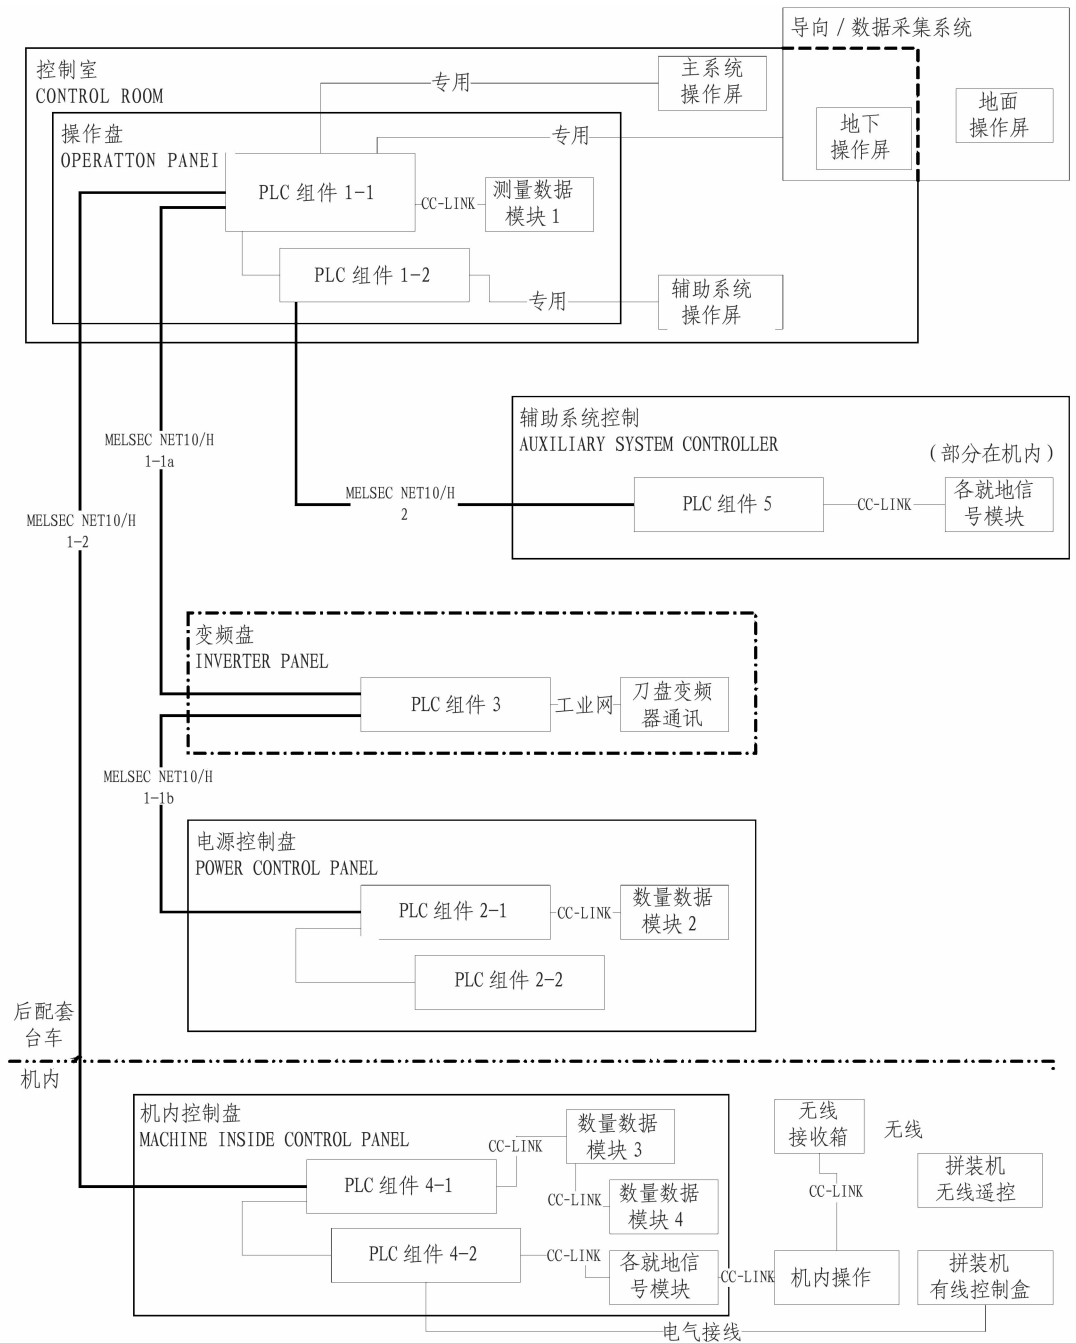 导向 / 数据采集系统
控制室
CONTROL ROOM
专用
主系统
操作屏
地下
操作屏
地面
操作屏
操作盘
OPERATTON PANEI
专用
PLC 组件 1-1
CC-LINK
测量数据
模块 1
PLC 组件 1-2
专用
辅助系统
操作屏
辅助系统控制
AUXILIARY SYSTEM CONTROLLER
(部分在机内)
MELSEC NET10/H
1-1a
MELSEC NET10/H
2
PLC 组件 5
CC-LINK
各就地信
号模块
MELSEC NET10/H
1-2
变频盘
INVERTER PANEL
PLC 组件 3
工业网
刀盘变频
器通讯
MELSEC NET10/H
1-1b
电源控制盘
POWER CONTROL PANEL
PLC 组件 2-1
CC-LINK
数量数据
模块 2
PLC 组件 2-2
后配套
台车
机内
机内控制盘
MACHINE INSIDE CONTROL PANEL
CC-LINK
数量数据
模块 3
无线
接收箱
无线
PLC 组件 4-1
CC-LINK
数量数据
模块 4
CC-LINK
拼装机
无线遥控
PLC 组件 4-2
CC-LINK
各就地信
号模块
CC-LINK
机内操作
拼装机
有线控制盒
电气接线